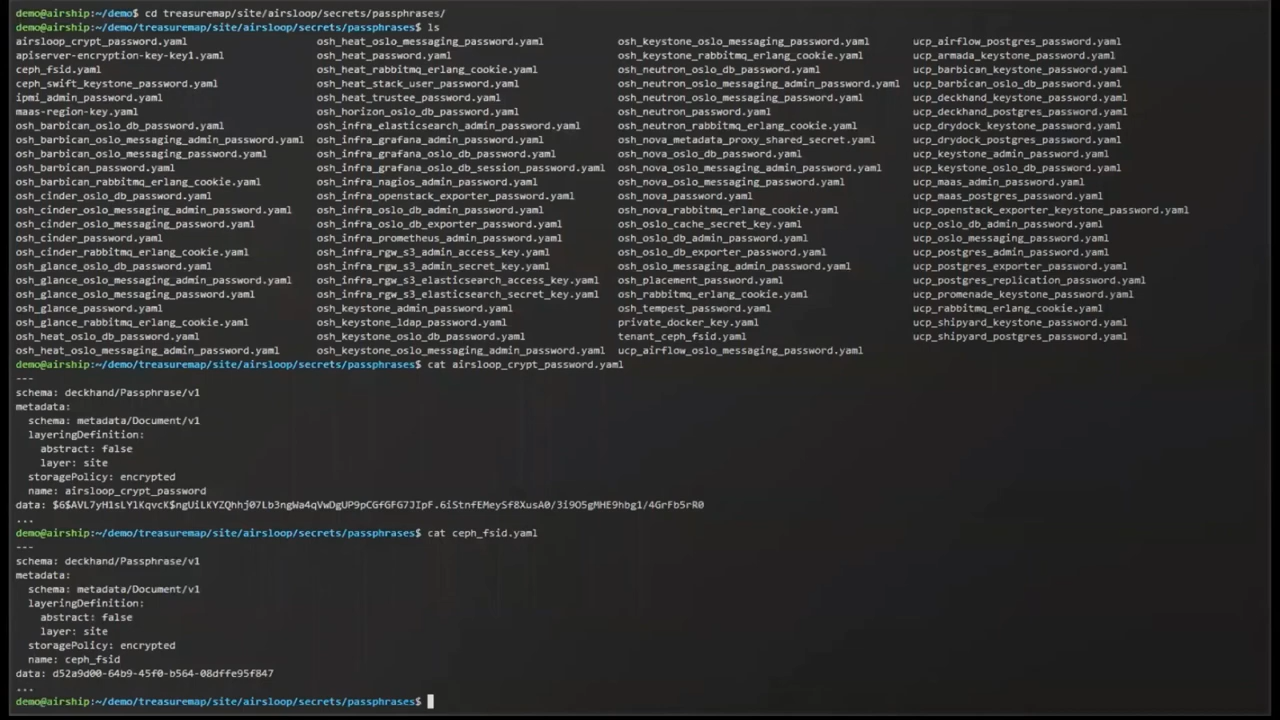 demo@airship:~/demo$ cd treasuremap/site/airsloop/secrets/passphrases/
demo@airship:~/demo/treasuremap/site/airsloop/secrets/passphrases$ ls
airsloop_crypt_password.yaml osh_heat_oslo_messaging_password.yaml osh_keystone_oslo_messaging_password.yaml ucp_airflow_postgres_password.yaml
apiserver-encryption-key-key1.yaml osh_heat_password.yaml osh_keystone_rabbitmq_erlang_cookie.yaml ucp_armada_keystone_password.yaml
ceph_fsid.yaml osh_heat_rabbitmq_erlang_cookie.yaml osh_neutron_oslo_db_password.yaml ucp_barbican_keystone_password.yaml
ceph_swift_keystone_password.yaml osh_heat_stack_user_password.yaml osh_neutron_oslo_messaging_admin_password.yaml ucp_barbican_oslo_db_password.yaml
ipmi_admin_password.yaml osh_heat_trustee_password.yaml osh_neutron_oslo_messaging_password.yaml ucp_deckhand_keystone_password.yaml
maas-region-key.yaml osh_horizon_oslo_db_password.yaml osh_neutron_password.yaml ucp_deckhand_postgres_password.yaml
osh_barbican_oslo_db_password.yaml osh_infra_elasticsearch_admin_password.yaml osh_neutron_rabbitmq_erlang_cookie.yaml ucp_drydock_keystone_password.yaml
osh_barbican_oslo_messaging_admin_password.yaml osh_infra_grafana_admin_password.yaml osh_nova_metadata_proxy_shared_secret.yaml ucp_drydock_postgres_password.yaml
osh_barbican_oslo_messaging_password.yaml osh_infra_grafana_oslo_db_password.yaml osh_nova_oslo_db_password.yaml ucp_keystone_admin_password.yaml
osh_barbican_password.yaml osh_infra_grafana_oslo_db_session_password.yaml osh_nova_oslo_messaging_admin_password.yaml ucp_keystone_oslo_db_password.yaml
osh_barbican_rabbitmq_erlang_cookie.yaml osh_infra_nagios_admin_password.yaml osh_nova_oslo_messaging_password.yaml ucp_maas_admin_password.yaml
osh_cinder_oslo_db_password.yaml osh_infra_openstack_exporter_password.yaml osh_nova_password.yaml ucp_maas_postgres_password.yaml
osh_cinder_oslo_messaging_admin_password.yaml osh_infra_oslo_db_admin_password.yaml osh_nova_rabbitmq_erlang_cookie.yaml ucp_openstack_exporter_keystone_password.yaml
osh_cinder_oslo_messaging_password.yaml osh_infra_oslo_db_exporter_password.yaml osh_oslo_cache_secret_key.yaml ucp_oslo_db_admin_password.yaml
osh_cinder_password.yaml osh_infra_prometheus_admin_password.yaml osh_oslo_db_admin_password.yaml ucp_oslo_messaging_password.yaml
osh_cinder_rabbitmq_erlang_cookie.yaml osh_infra_rgw_s3_admin_access_key.yaml osh_oslo_db_exporter_password.yaml ucp_postgres_admin_password.yaml
osh_glance_oslo_db_password.yaml osh_infra_rgw_s3_admin_secret_key.yaml osh_oslo_messaging_admin_password.yaml ucp_postgres_exporter_password.yaml
osh_glance_oslo_messaging_admin_password.yaml osh_infra_rgw_s3_elasticsearch_access_key.yaml osh_placement_password.yaml ucp_postgres_replication_password.yaml
osh_glance_oslo_messaging_password.yaml osh_infra_rgw_s3_elasticsearch_secret_key.yaml osh_rabbitmq_erlang_cookie.yaml ucp_promenade_keystone_password.yaml
osh_glance_password.yaml osh_keystone_admin_password.yaml osh_tempest_password.yaml ucp_rabbitmq_erlang_cookie.yaml
osh_glance_rabbitmq_erlang_cookie.yaml osh_keystone_ldap_password.yaml private_docker_key.yaml ucp_shipyard_keystone_password.yaml
osh_heat_oslo_db_password.yaml osh_keystone_oslo_db_password.yaml tenant_ceph_fsid.yaml ucp_shipyard_postgres_password.yaml
osh_heat_oslo_messaging_admin_password.yaml osh_keystone_oslo_messaging_admin_password.yaml ucp_airflow_oslo_messaging_password.yaml
demo@airship:~/demo/treasuremap/site/airsloop/secrets/passphrases$ cat airsloop_crypt_password.yaml
---
schema: deckhand/Passphrase/v1
metadata:
  schema: metadata/Document/v1
  layeringDefinition:
    abstract: false
    layer: site
  storagePolicy: encrypted
  name: airsloop_crypt_password
data: $6$AVL7yH1sLY1KqvcK$ngUiLKYZQhhj07Lb3ngWa4qVwDgUP9pCGfGFG7JIpF.6iStnfEMeySf8XusA0/3i9O5gMHE9hbg1/4GrFb5rR0
...
demo@airship:~/demo/treasuremap/site/airsloop/secrets/passphrases$ cat ceph_fsid.yaml
---
schema: deckhand/Passphrase/v1
metadata:
  schema: metadata/Document/v1
  layeringDefinition:
    abstract: false
    layer: site
  storagePolicy: encrypted
  name: ceph_fsid
data: d52a9d00-64b9-45f0-b564-08dffe95f847
...
demo@airship:~/demo/treasuremap/site/airsloop/secrets/passphrases$